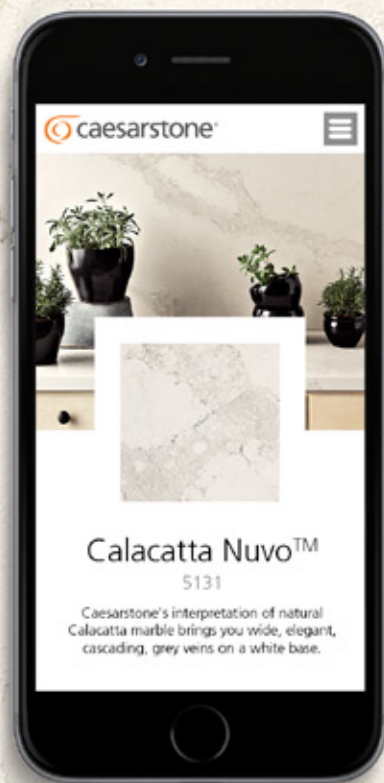 caesarstone®
Calacatta Nuvo™
5131
Caesarstone's interpretation of natural
Calacatta marble brings you wide, elegant,
cascading, grey veins on a white base.